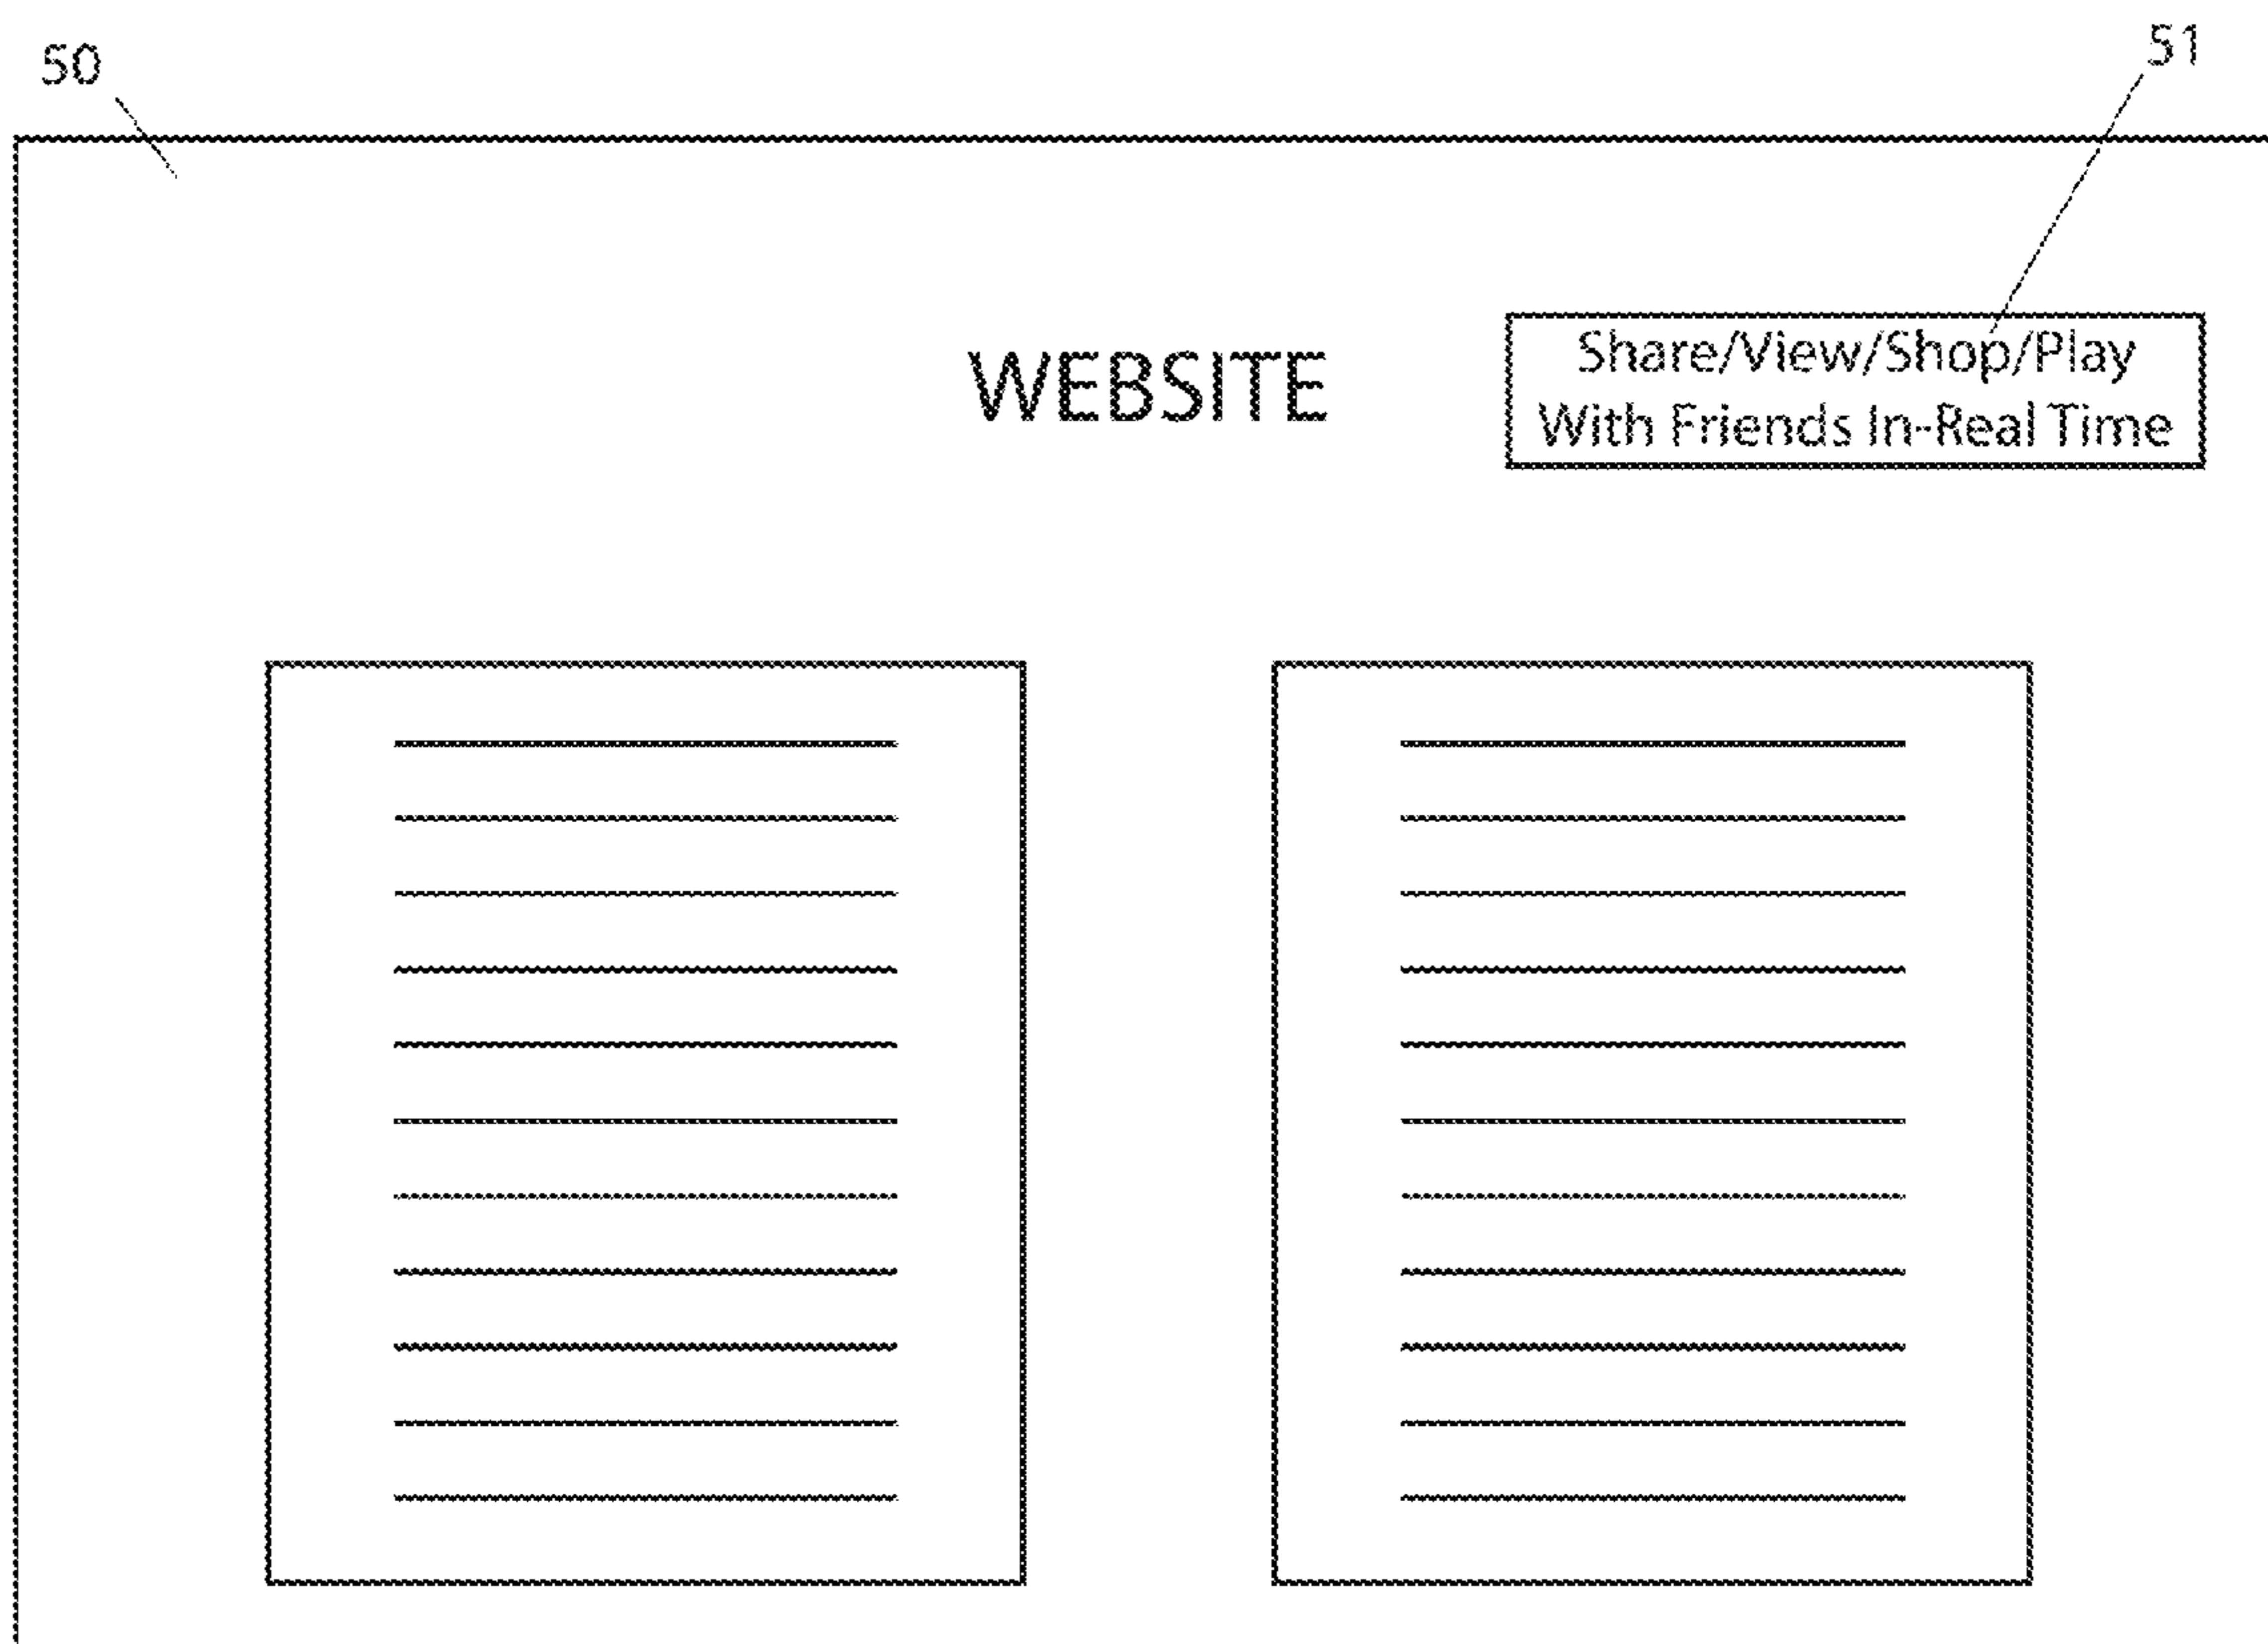 50
51
WEBSITE
Share/View/Shop/Play
With Friends In-Real Time